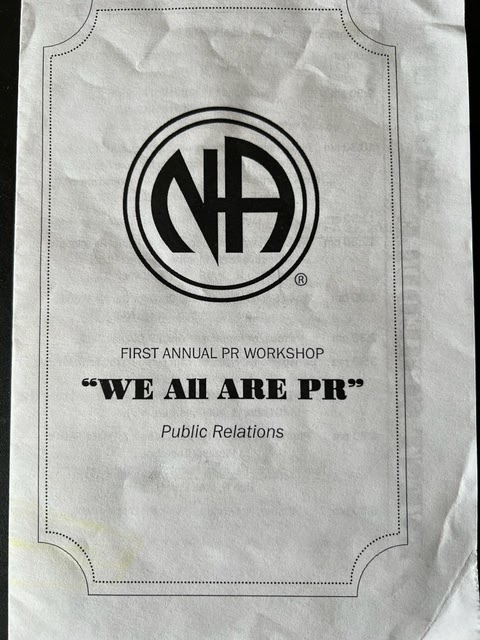 NA
®
FIRST ANNUAL PR WORKSHOP
“WE All ARE PR”
Public Relations